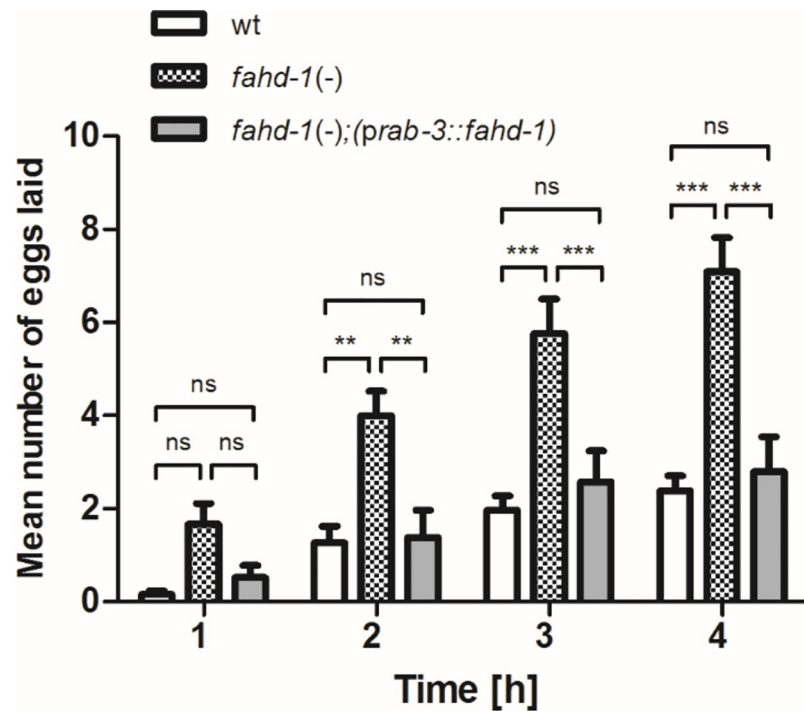 wt
fahd-1(-)
fahd-1(-);(prab-3::fahd-1)
Mean number of eggs laid
10
8
6
4
2
0
ns
ns ns
ns
** **
ns
*** ***
ns
*** ***
1 2 3 4
Time [h]